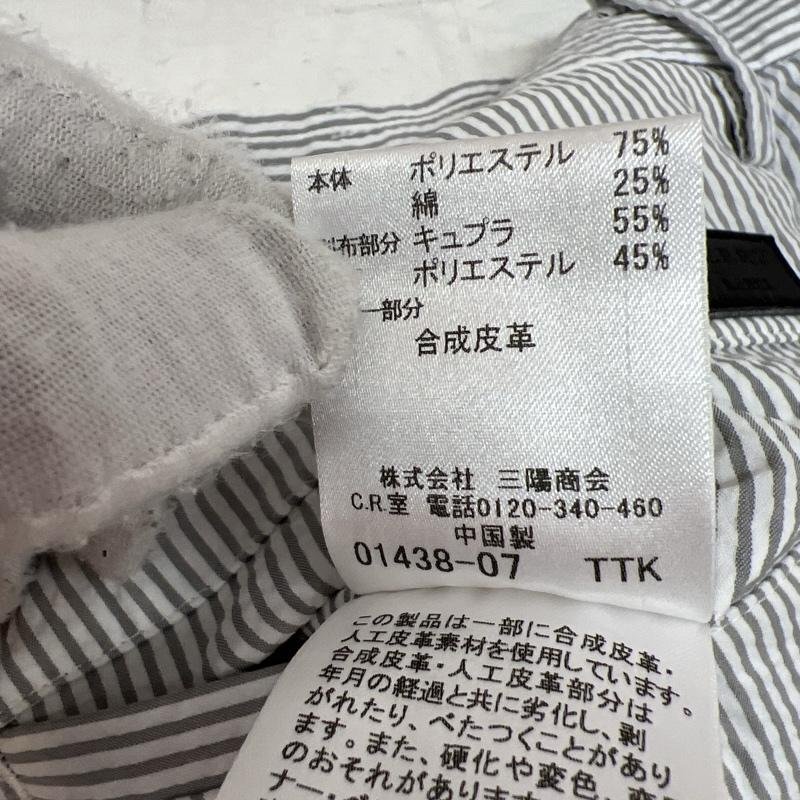 本体 ポリエステル 75%
綿 25%
布部分 キュプラ 55%
ポリエステル 45%
一部分
合成皮革
株式会社 三陽商会
C.R.室 電話0120-340-460
中国製
01438-07 TTK
この製品は一部に合成皮革・
人工皮革素材を使用しています。
合成皮革・人工皮革部分は
年月の経過と共に劣化し、剥
がれたり、べたつくことがあり
ます。また、硬化や変色、変
のおそれがあります
ナー・